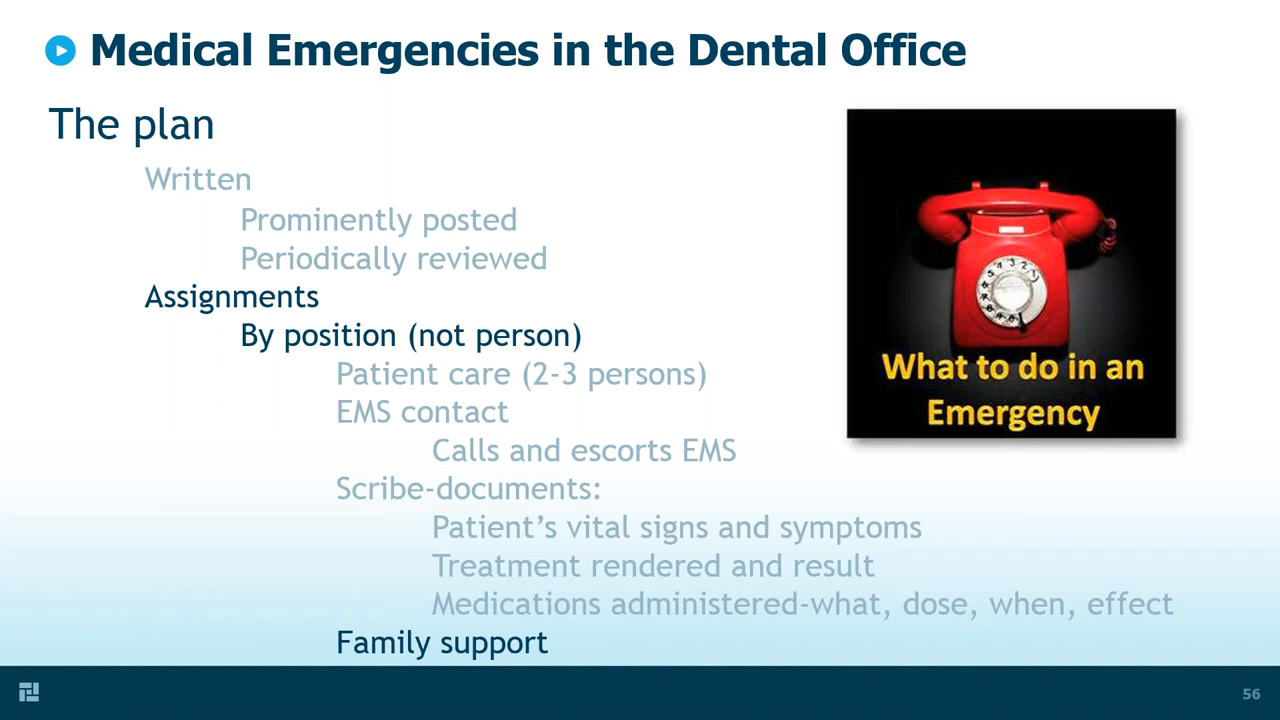 Medical Emergencies in the Dental Office
The plan
Written
Prominently posted
Periodically reviewed
Assignments
By position (not person)
Patient care (2-3 persons)
EMS contact
Calls and escorts EMS
Scribe-documents:
Patient’s vital signs and symptoms
Treatment rendered and result
Medications administered-what, dose, when, effect
Family support
What to do in an
Emergency
56